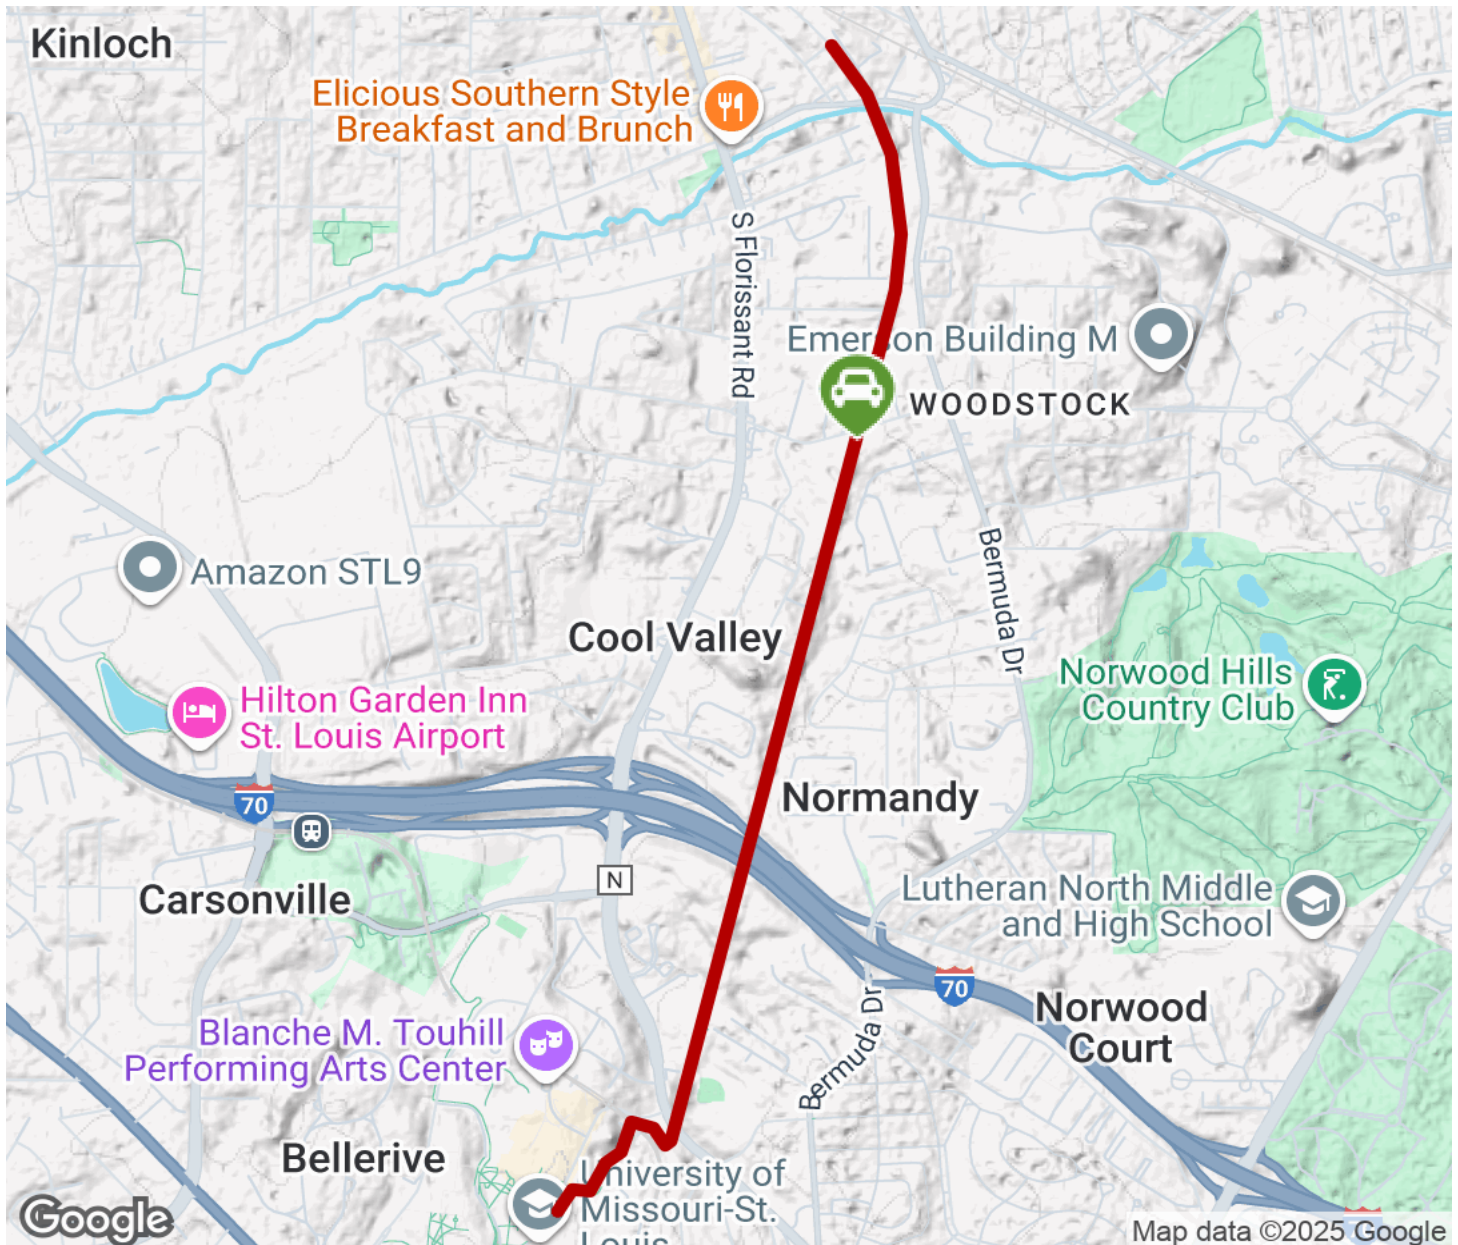 Kinloch
Elicious Southern Style
Breakfast and Brunch
S Florissant Rd
Emerson Building M
WOODSTOCK
Bermuda Dr
Amazon STL9
Cool Valley
Norwood Hills
Country Club
Hilton Garden Inn
St. Louis Airport
70
Normandy
N
Carsonville
Lutheran North Middle
and High School
70
Bermuda Dr
Norwood
Court
Blanche M. Touhill
Performing Arts Center
Bellerive
University of
Missouri-St.
Louis
Google
Map data ©2025 Google